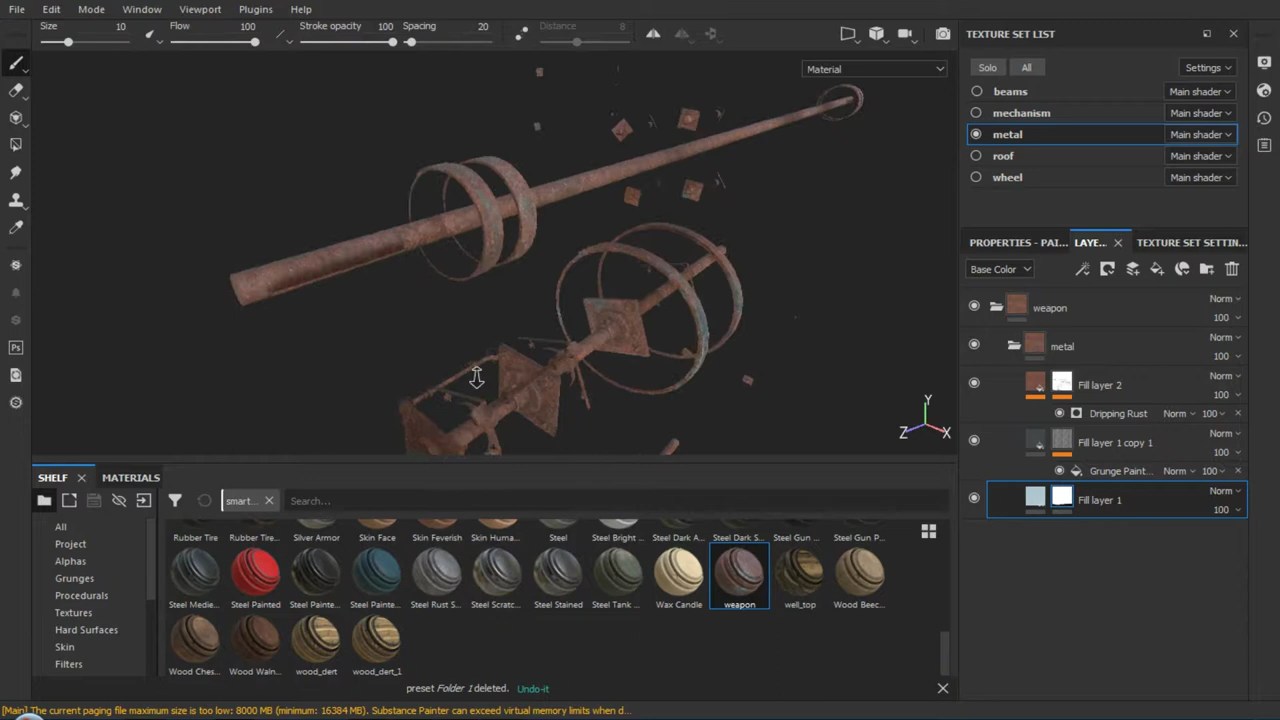 File Edit Mode Window Viewport Plugins Help
Size 10 Flow 100 Stroke opacity 100 Spacing 20 Distance 8
Material
Y
Z X
TEXTURE SET LIST
Solo All Settings
beams Main shader
mechanism Main shader
metal Main shader
roof Main shader
wheel Main shader
PROPERTIES - PAI... LAYE... TEXTURE SET SETTIN...
Base Color
weapon Norm 100
metal Norm 100
Fill layer 2 Norm 100
Dripping Rust Norm 100
Fill layer 1 copy 1 Norm 100
Grunge Paint... Norm 100
Fill layer 1 Norm 100
SHELF MATERIALS
smart... Search...
All
Project
Alphas
Grunges
Procedurals
Textures
Hard Surfaces
Skin
Filters
Rubber Tire Rubber Tire... Silver Armor Skin Face Skin Feverish Skin Huma... Steel Steel Bright ... Steel Dark A... Steel Dark S... Steel Gun ... Steel Gun P...
Steel Medie... Steel Painted Steel Painte... Steel Painte... Steel Rust S... Steel Scratc... Steel Stained Steel Tank ... Wax Candle weapon well_top Wood Beec...
Wood Ches... Wood Waln... wood_dert wood_dert_1
preset Folder 1 deleted. Undo-it
[Main] The current paging file maximum size is too low: 8000 MB (minimum: 16384 MB). Substance Painter can exceed virtual memory limits when d...
Ps